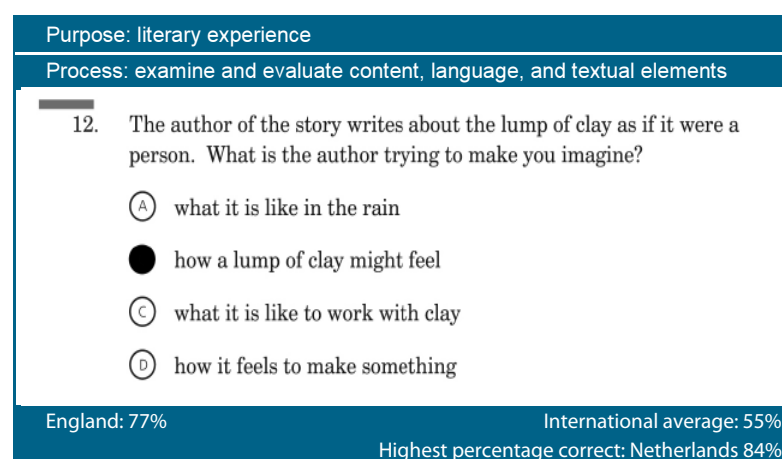 Purpose: literary experience
Process: examine and evaluate content, language, and textual elements
12. The author of the story writes about the lump of clay as if it were a
person. What is the author trying to make you imagine?
A what it is like in the rain
how a lump of clay might feel
C what it is like to work with clay
D how it feels to make something
England: 77% International average: 55%
Highest percentage correct: Netherlands 84%